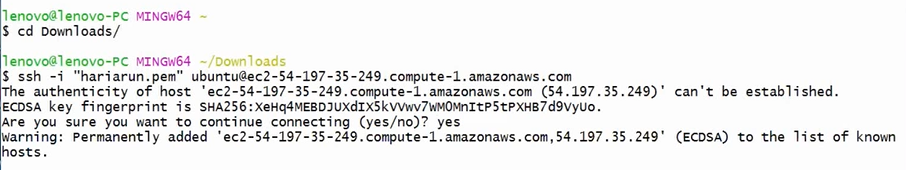 lenovo@lenovo-PC MINGW64 ~
$ cd Downloads/
lenovo@lenovo-PC MINGW64 ~/Downloads
$ ssh -i "hariarun.pem" ubuntu@ec2-54-197-35-249.compute-1.amazonaws.com
The authenticity of host 'ec2-54-197-35-249.compute-1.amazonaws.com (54.197.35.249)' can't be established.
ECDSA key fingerprint is SHA256:XeHq4MEBDJUXdIX5kVVwv7WM0MnItP5tPXHB7d9VyUo.
Are you sure you want to continue connecting (yes/no)? yes
Warning: Permanently added 'ec2-54-197-35-249.compute-1.amazonaws.com,54.197.35.249' (ECDSA) to the list of known
hosts.